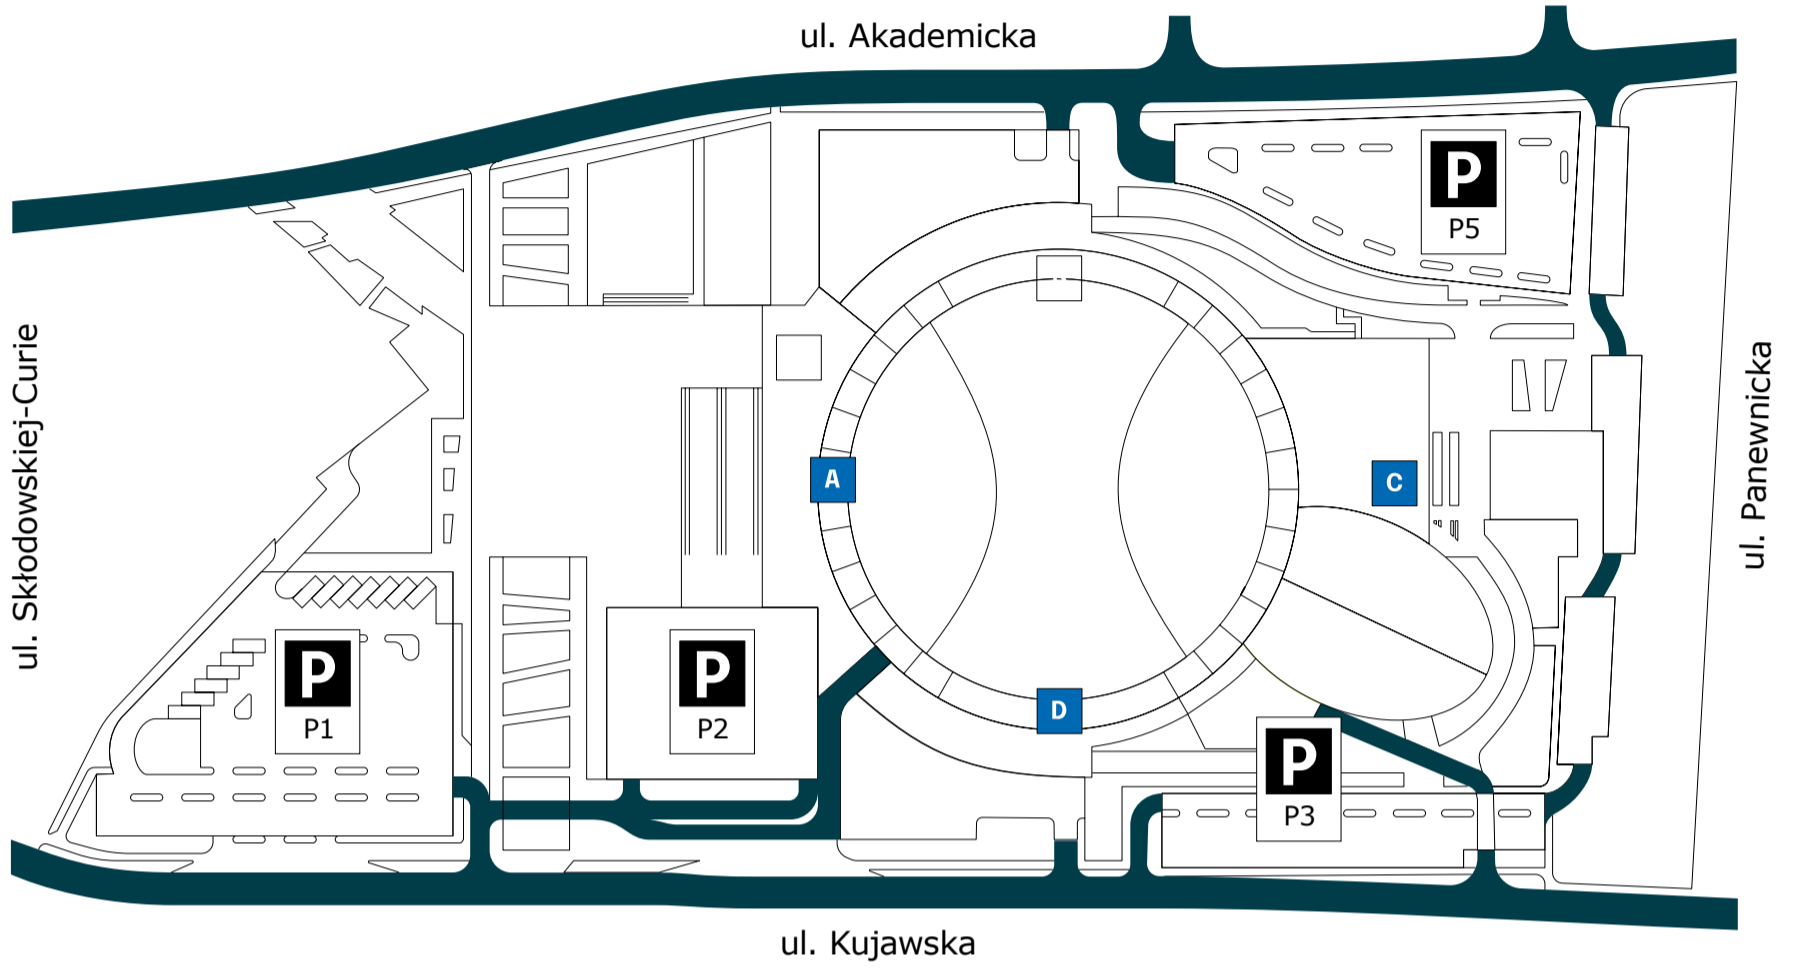 ul. Akademicka
P
P5
ul. Skłodowskiej-Curie
ul. Panewnicka
A
C
P
P1
P
P2
D
P
P3
ul. Kujawska